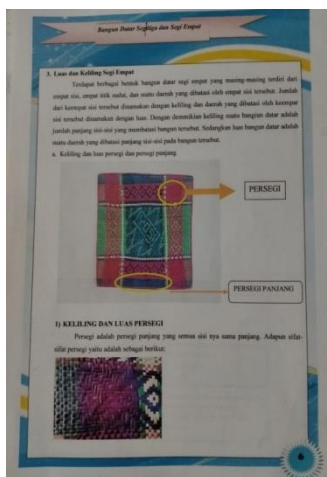 Bangun Datar Segitiga dan Segi Empat
3. Luas dan Keliling Segi Empat
Terdapat berbagai bentuk bangun datar segi empat yang masing-masing terdiri dari
empat sisi, empat titik sudut, dan suatu daerah yang dibatasi oleh empat sisi tersebut. Jumlah
dari keempat sisi tersebut dinamakan dengan keliling dan daerah yang dibatasi oleh keempat
sisi tersebut dinamakan dengan luas. Dengan demikian keliling suatu bangun datar adalah
jumlah panjang sisi-sisi yang membatasi bangun tersebut. Sedangkan luas bangun datar adalah
suatu daerah yang dibatasi panjang sisi-sisi pada bangun tersebut.
a. Keliling dan luas persegi dan persegi panjang
PERSEGI
PERSEGI PANJANG
1) KELILING DAN LUAS PERSEGI
Persegi adalah persegi panjang yang semua sisi nya sama panjang. Adapun sifat-
sifat persegi yaitu adalah sebagai berikut:
6